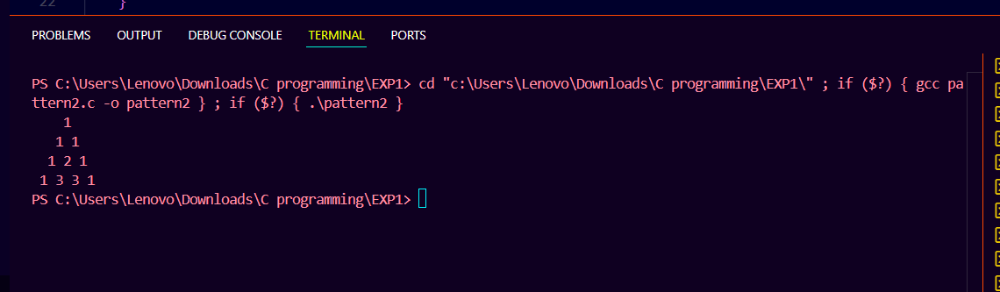 22 }
PROBLEMS OUTPUT DEBUG CONSOLE TERMINAL PORTS
PS C:\Users\Lenovo\Downloads\C programming\EXP1> cd "c:\Users\Lenovo\Downloads\C programming\EXP1\" ; if ($?) { gcc pa
ttern2.c -o pattern2 } ; if ($?) { .\pattern2 }
1
1 1
1 2 1
1 3 3 1
PS C:\Users\Lenovo\Downloads\C programming\EXP1>